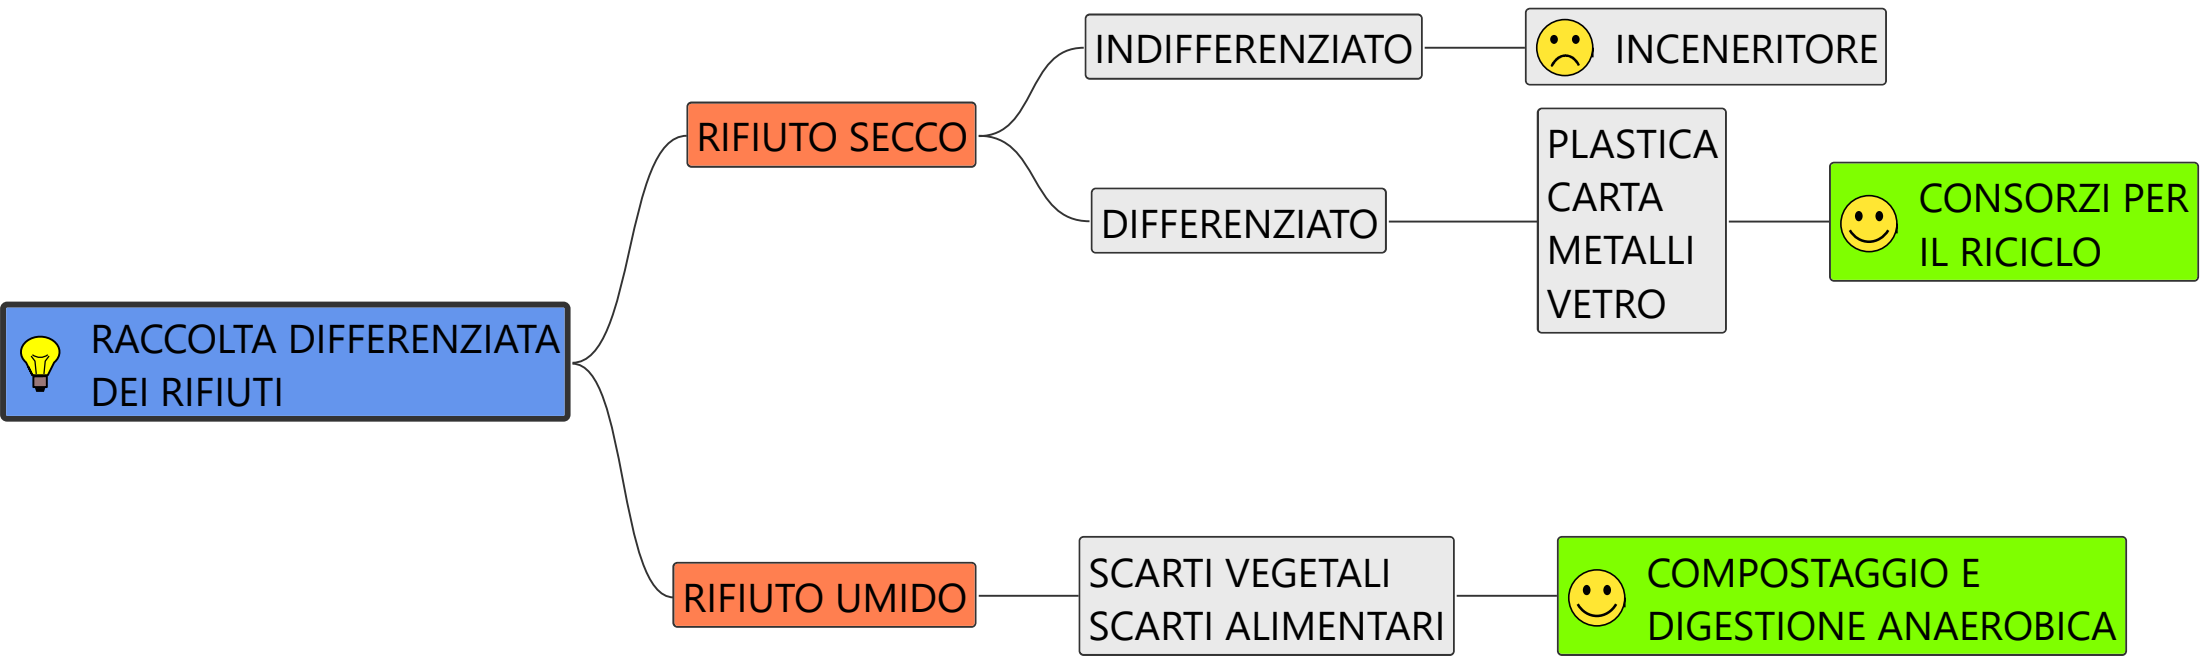 RACCOLTA DIFFERENZIATA
DEI RIFIUTI
RIFIUTO SECCO
INDIFFERENZIATO
INCENERITORE
DIFFERENZIATO
PLASTICA
CARTA
METALLI
VETRO
CONSORZI PER
IL RICICLO
RIFIUTO UMIDO
SCARTI VEGETALI
SCARTI ALIMENTARI
COMPOSTAGGIO E
DIGESTIONE ANAEROBICA